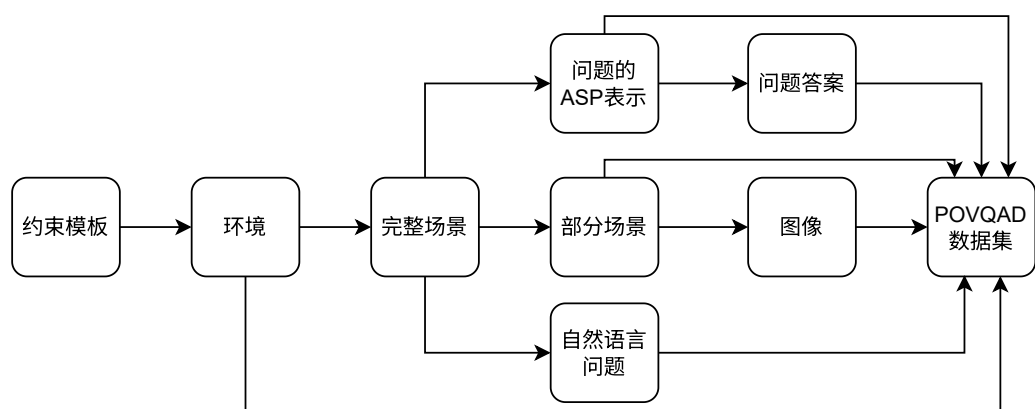 问题的
ASP表示
问题答案
约束模板
环境
完整场景
部分场景
图像
POVQAD
数据集
自然语言
问题